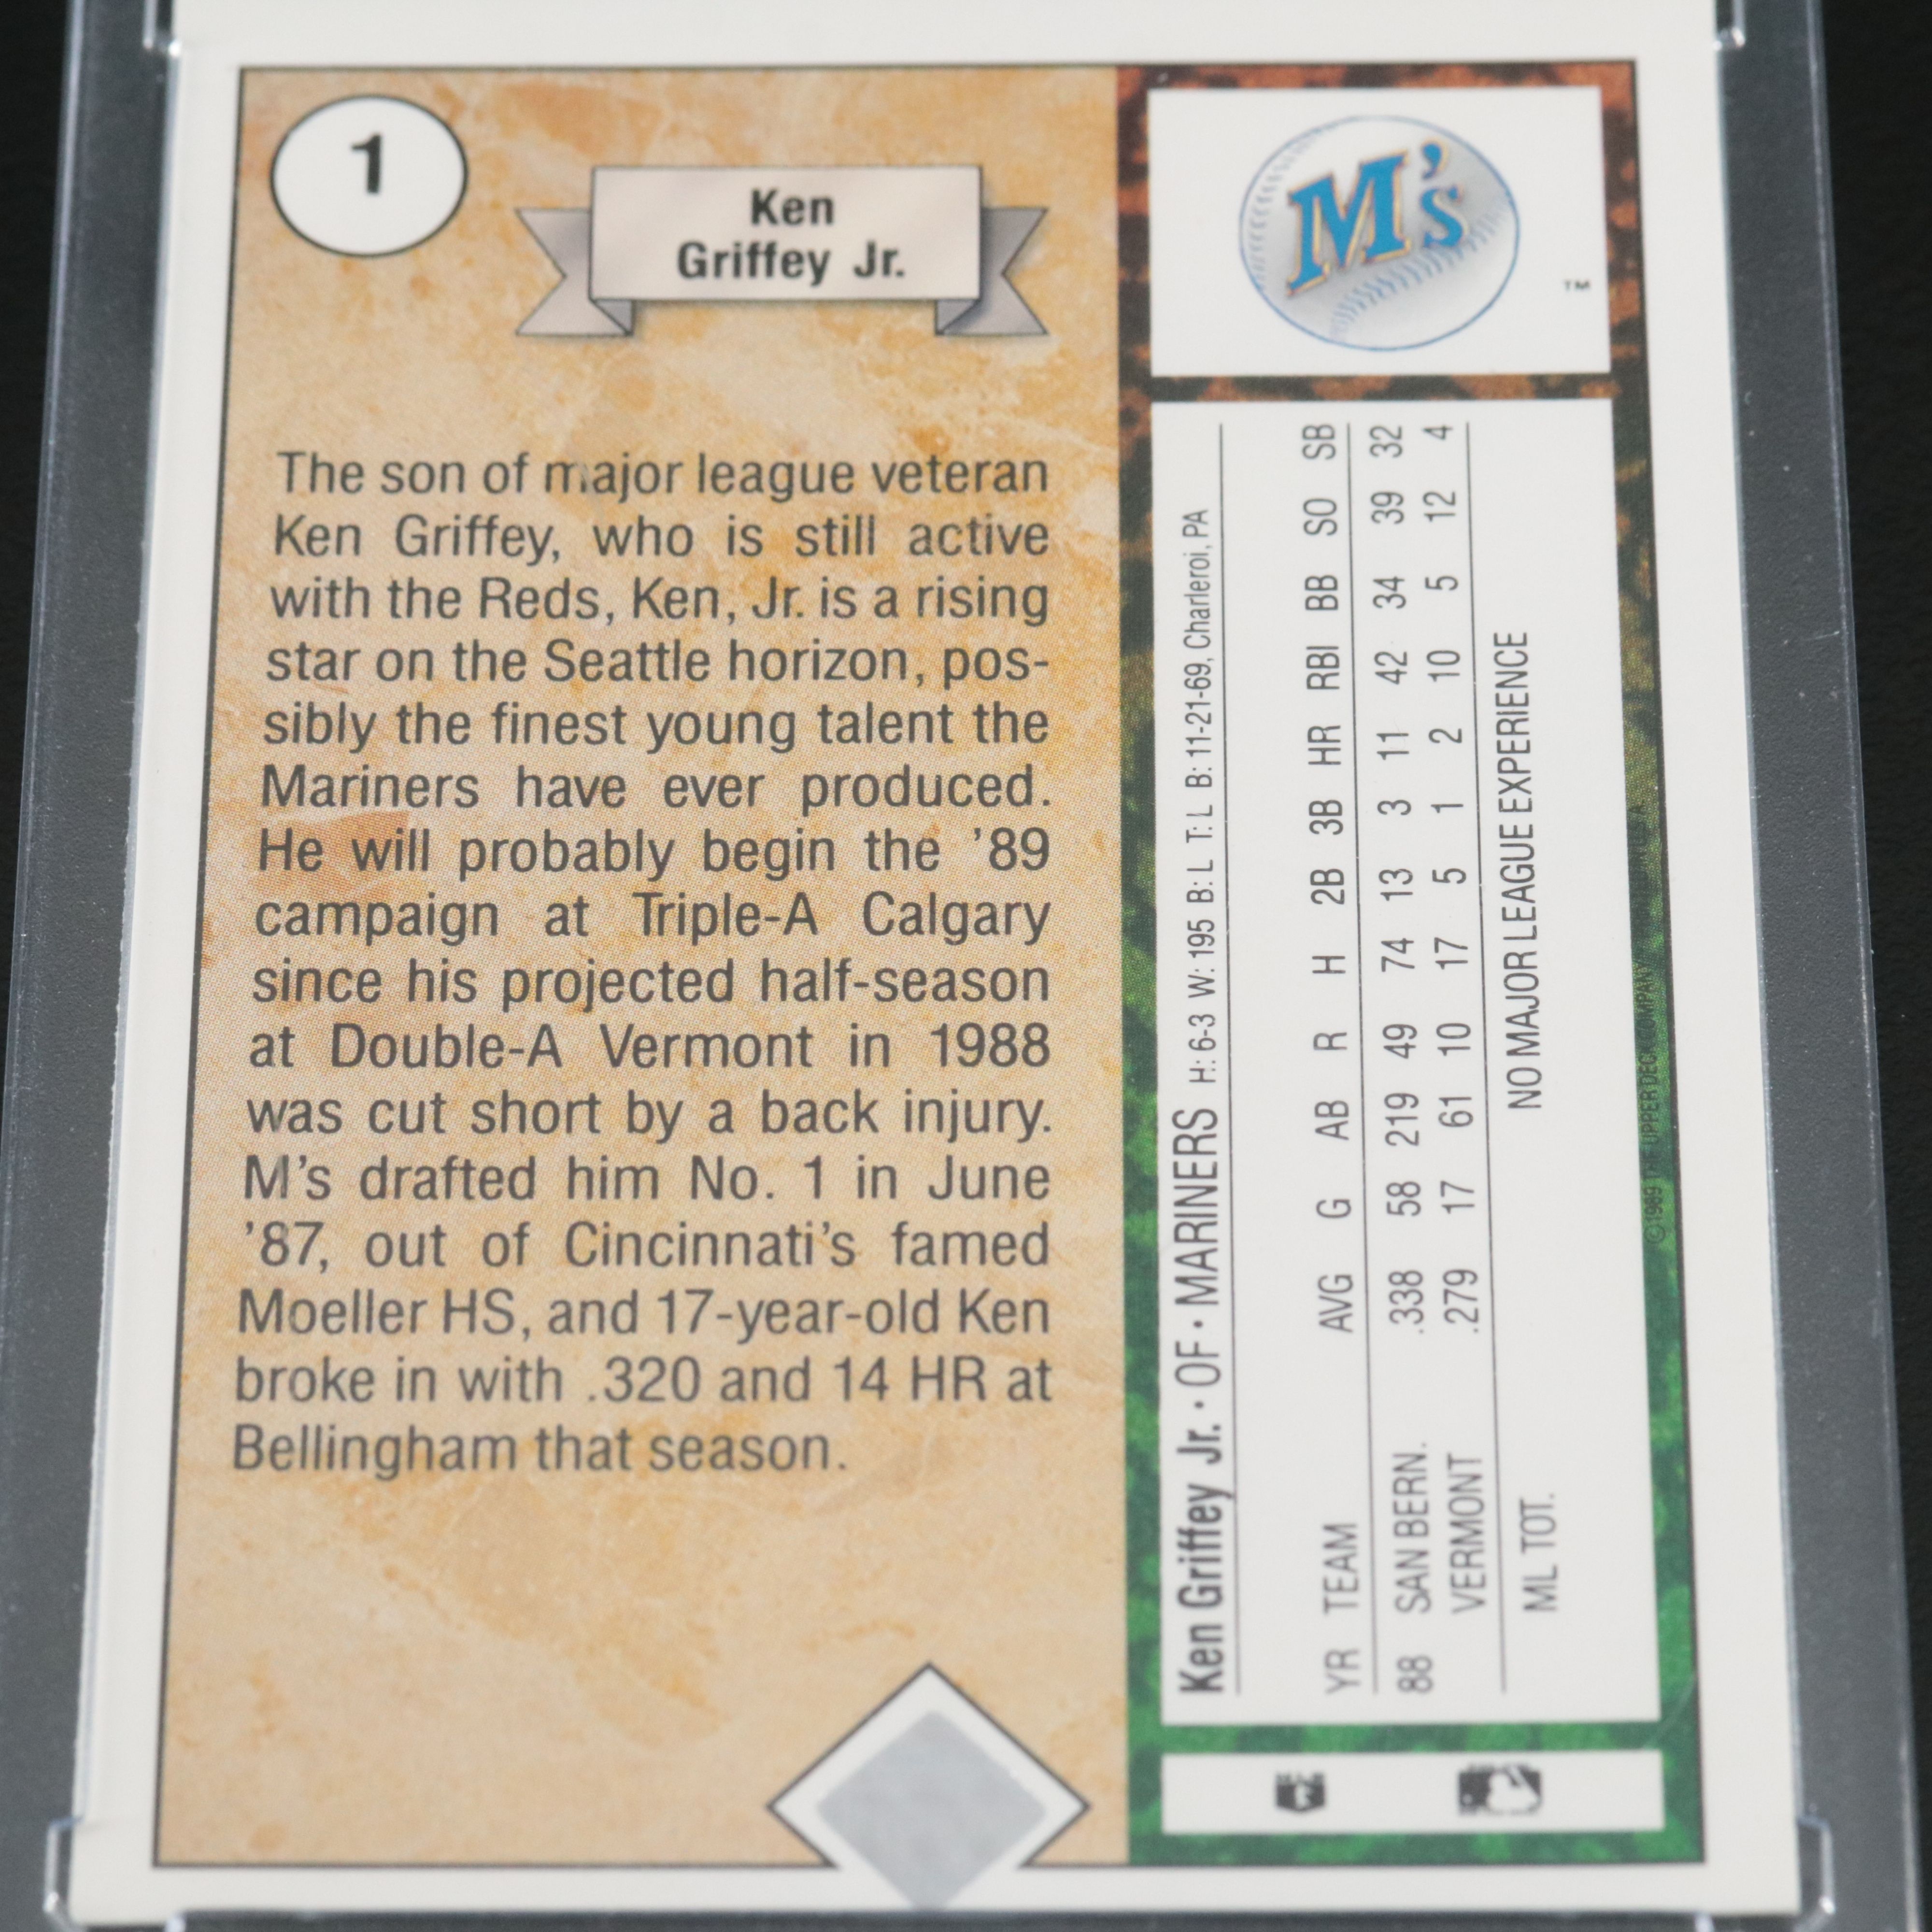 1
Ken
Griffey Jr.
The son of major league veteran
Ken Griffey, who is still active
with the Reds, Ken, Jr. is a rising
star on the Seattle horizon, pos-
sibly the finest young talent the
Mariners have ever produced.
He will probably begin the ’89
campaign at Triple-A Calgary
since his projected half-season
at Double-A Vermont in 1988
was cut short by a back injury.
M’s drafted him No. 1 in June
’87, out of Cincinnati’s famed
Moeller HS, and 17-year-old Ken
broke in with .320 and 14 HR at
Bellingham that season.
M's
TM
Ken Griffey Jr. • OF • MARINERS H: 6-3 W: 195 B: L T: L B: 11-21-69, Charleroi, PA
YR TEAM AVG G AB R H 2B 3B HR RBI BB SO SB
88 SAN BERN. .338 58 219 49 74 13 3 11 42 34 39 32
VERMONT .279 17 61 10 17 5 1 2 10 5 12 4
ML TOT. NO MAJOR LEAGUE EXPERIENCE
©1989 THE UPPER DECK COMPANY